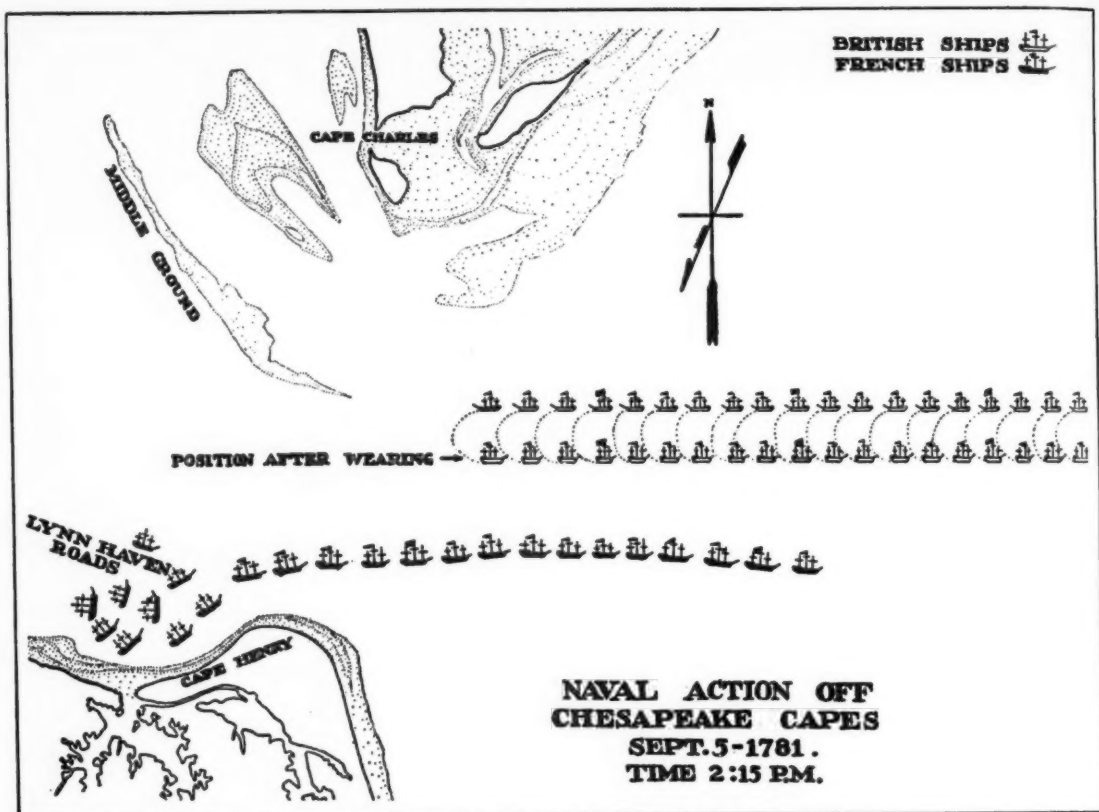 BRITISH SHIPS
FRENCH SHIPS
N
CAPE CHARLES
MIDDLE GROUND
POSITION AFTER WEARING
LYNN HAVEN
ROADS
CAPE HENRY
NAVAL ACTION OFF
CHESAPEAKE CAPES
SEPT. 5-1781.
TIME 2:15 P.M.